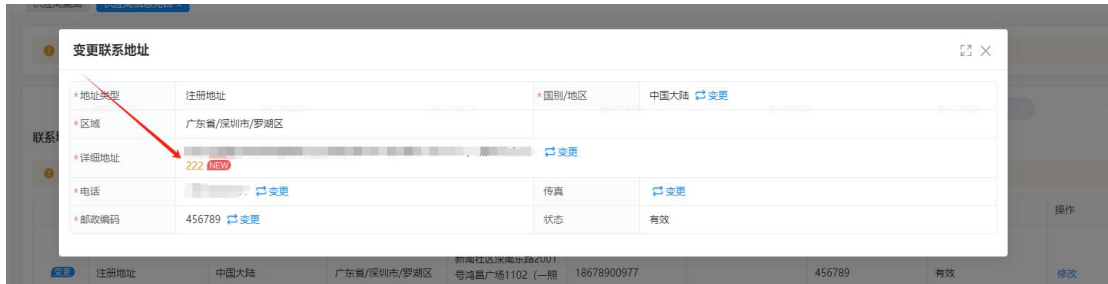 变更联系地址
*地址类型 注册地址 *国别/地区 中国大陆 变更
*区域 广东省/深圳市/罗湖区
*详细地址 变更
222 NEW
*电话 变更 传真 变更
*邮政编码 456789 变更 状态 有效
联系
操作
新南社区深南东路2001
变更 注册地址 中国大陆 广东省/深圳市/罗湖区 号鸿昌广场1102（一照 18678900977 456789 有效 修改